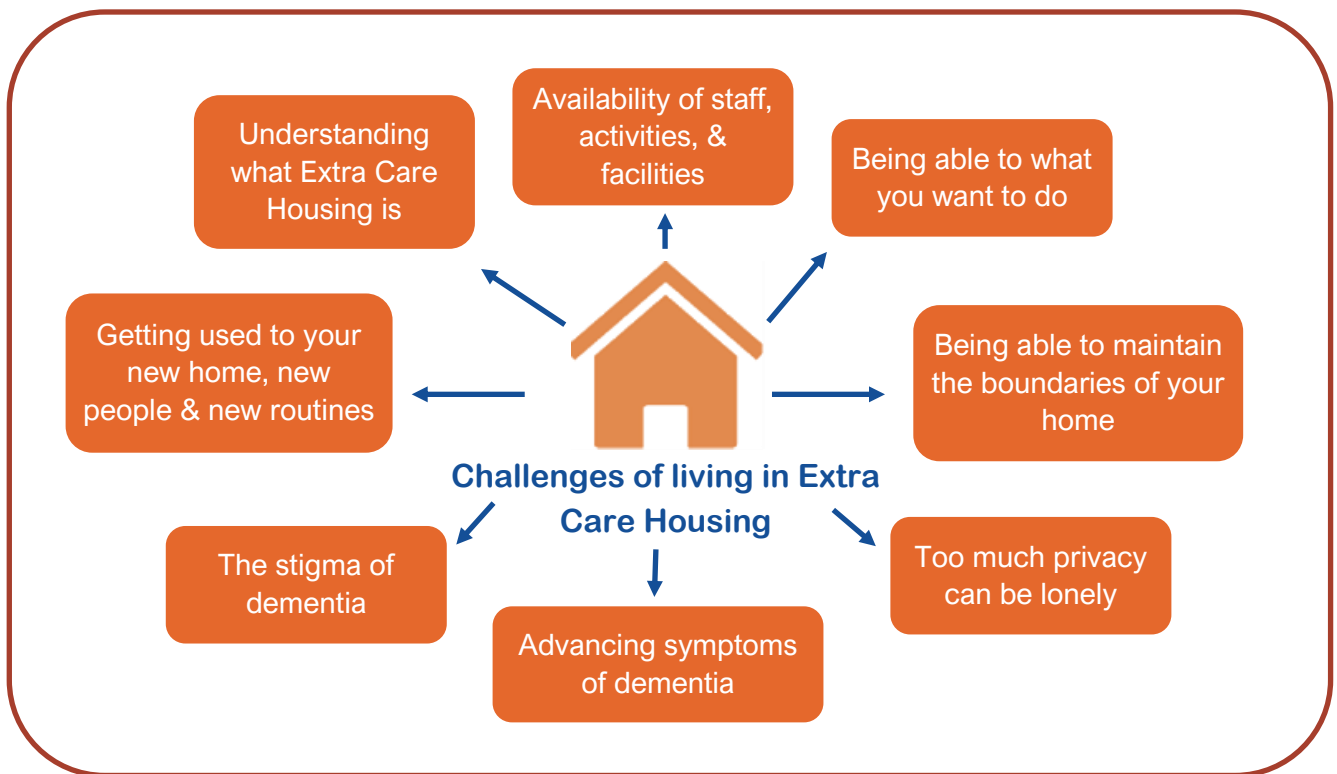 Understanding
what Extra Care
Housing is
Availability of staff,
activities, &
facilities
Being able to what
you want to do
Getting used to your
new home, new
people & new routines
Being able to maintain
the boundaries of your
home
Challenges of living in Extra
Care Housing
The stigma of
dementia
Advancing symptoms
of dementia
Too much privacy
can be lonely